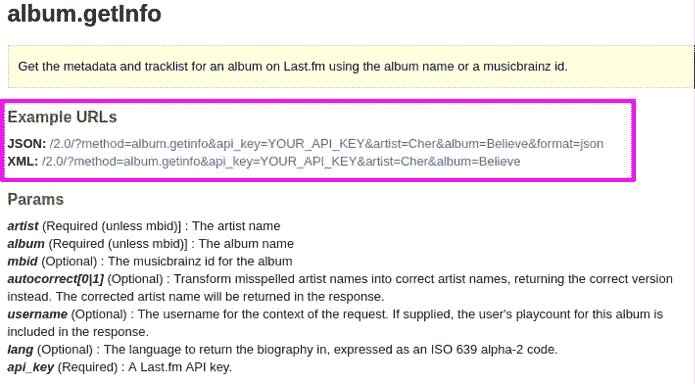 album.getInfo
Get the metadata and tracklist for an album on Last.fm using the album name or a musicbrainz id.
Example URLs
JSON: /2.0/?method=album.getinfo&api_key=YOUR_API_KEY&artist=Cher&album=Believe&format=json
XML: /2.0/?method=album.getinfo&api_key=YOUR_API_KEY&artist=Cher&album=Believe
Params
artist (Required (unless mbid)] : The artist name
album (Required (unless mbid)] : The album name
mbid (Optional) : The musicbrainz id for the album
autocorrect[0|1] (Optional) : Transform misspelled artist names into correct artist names, returning the correct version
instead. The corrected artist name will be returned in the response.
username (Optional) : The username for the context of the request. If supplied, the user's playcount for this album is
included in the response.
lang (Optional) : The language to return the biography in, expressed as an ISO 639 alpha-2 code.
api_key (Required) : A Last.fm API key.